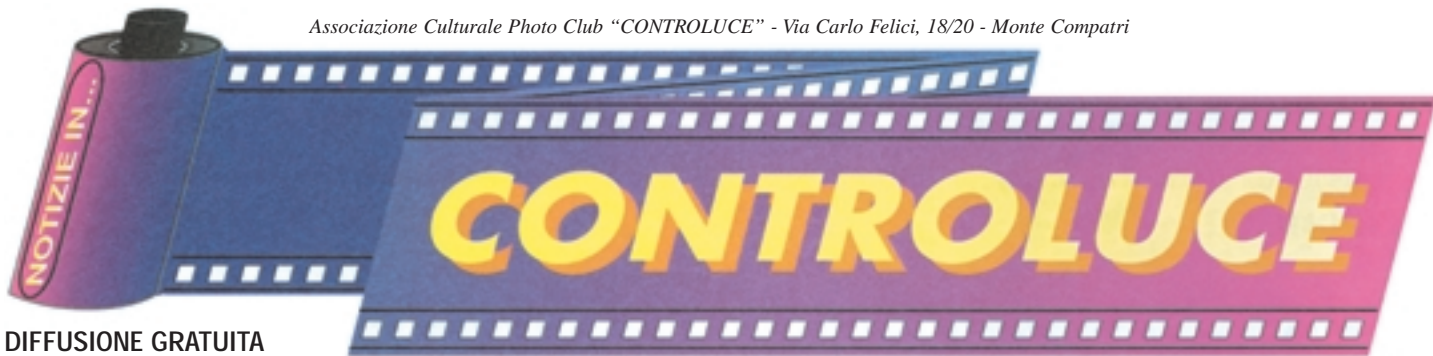 Associazione Culturale Photo Club “CONTROLUCE” - Via Carlo Felici, 18/20 - Monte Compatri
NOTIZIE IN...
CONTROLUCE
DIFFUSIONE GRATUITA